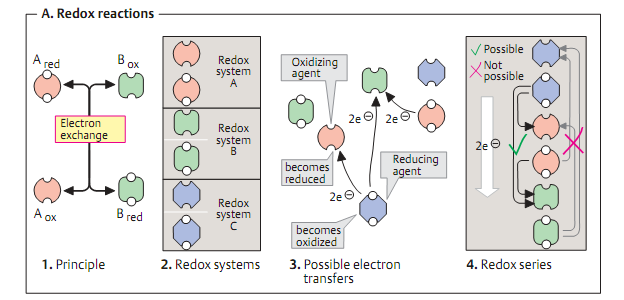 A. Redox reactions
A red
B ox
Electron
exchange
A ox
B red
1. Principle
Redox
system
A
Redox
system
B
Redox
system
C
2. Redox systems
Oxidizing
agent
2e ⊖
2e ⊖
becomes
reduced
Reducing
agent
2e ⊖
becomes
oxidized
3. Possible electron
transfers
✓ Possible
✗ Not
possible
2e ⊖
4. Redox series